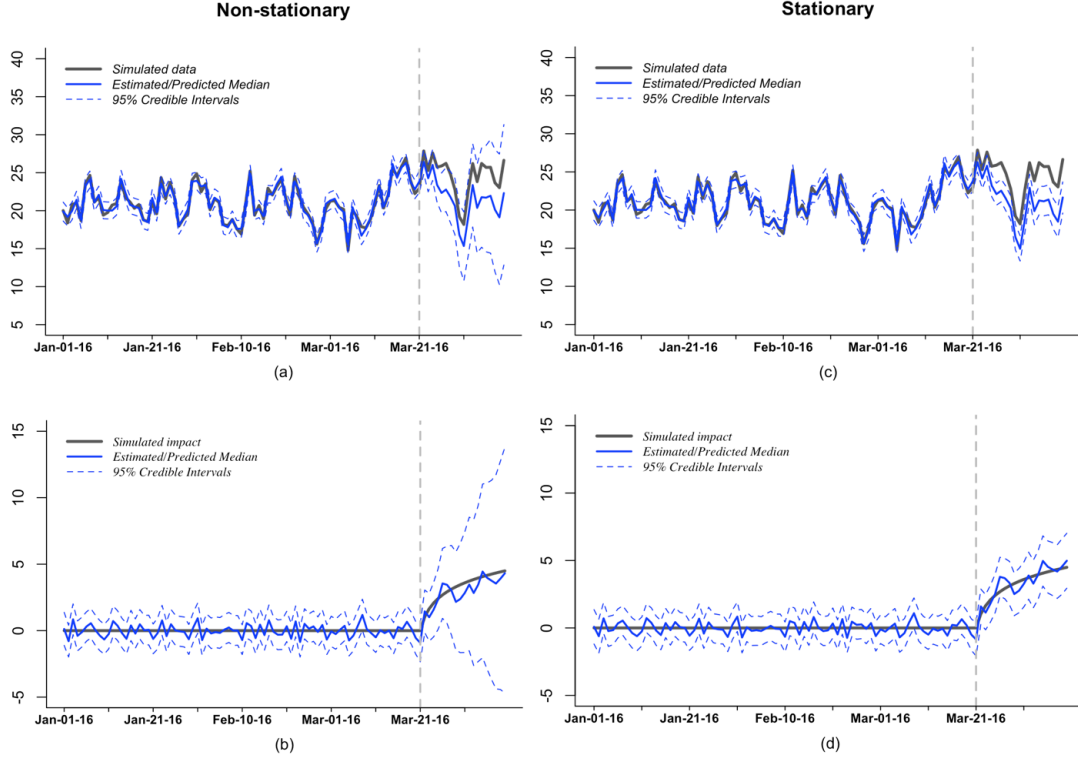 Non-stationary
Stationary
40
35
30
25
20
15
10
5
Simulated data
Estimated/Predicted Median
95% Credible Intervals
Jan-01-16 Jan-21-16 Feb-10-16 Mar-01-16 Mar-21-16
(a)
40
35
30
25
20
15
10
5
Simulated data
Estimated/Predicted Median
95% Credible Intervals
Jan-01-16 Jan-21-16 Feb-10-16 Mar-01-16 Mar-21-16
(c)
15
10
5
0
-5
Simulated impact
Estimated/Predicted Median
95% Credible Intervals
Jan-01-16 Jan-21-16 Feb-10-16 Mar-01-16 Mar-21-16
(b)
15
10
5
0
-5
Simulated impact
Estimated/Predicted Median
95% Credible Intervals
Jan-01-16 Jan-21-16 Feb-10-16 Mar-01-16 Mar-21-16
(d)